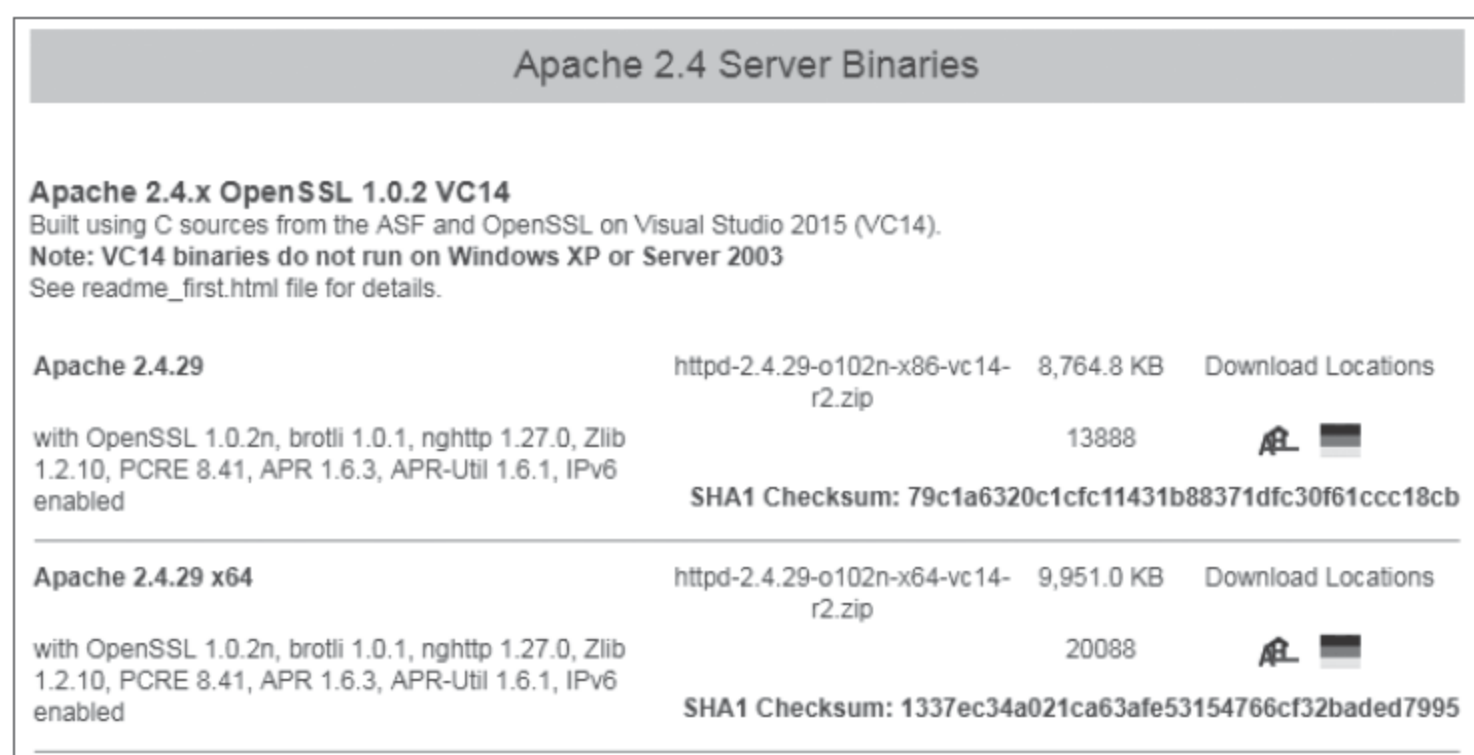 Apache 2.4 Server Binaries
Apache 2.4.x OpenSSL 1.0.2 VC14
Built using C sources from the ASF and OpenSSL on Visual Studio 2015 (VC14).
Note: VC14 binaries do not run on Windows XP or Server 2003
See readme_first.html file for details.
Apache 2.4.29 httpd-2.4.29-o102n-x86-vc14- 8,764.8 KB Download Locations
r2.zip
with OpenSSL 1.0.2n, brotli 1.0.1, nghttp 1.27.0, Zlib 13888
1.2.10, PCRE 8.41, APR 1.6.3, APR-Util 1.6.1, IPv6
enabled SHA1 Checksum: 79c1a6320c1cfc11431b88371dfc30f61ccc18cb
Apache 2.4.29 x64 httpd-2.4.29-o102n-x64-vc14- 9,951.0 KB Download Locations
r2.zip
with OpenSSL 1.0.2n, brotli 1.0.1, nghttp 1.27.0, Zlib 20088
1.2.10, PCRE 8.41, APR 1.6.3, APR-Util 1.6.1, IPv6
enabled SHA1 Checksum: 1337ec34a021ca63afe53154766cf32baded7995